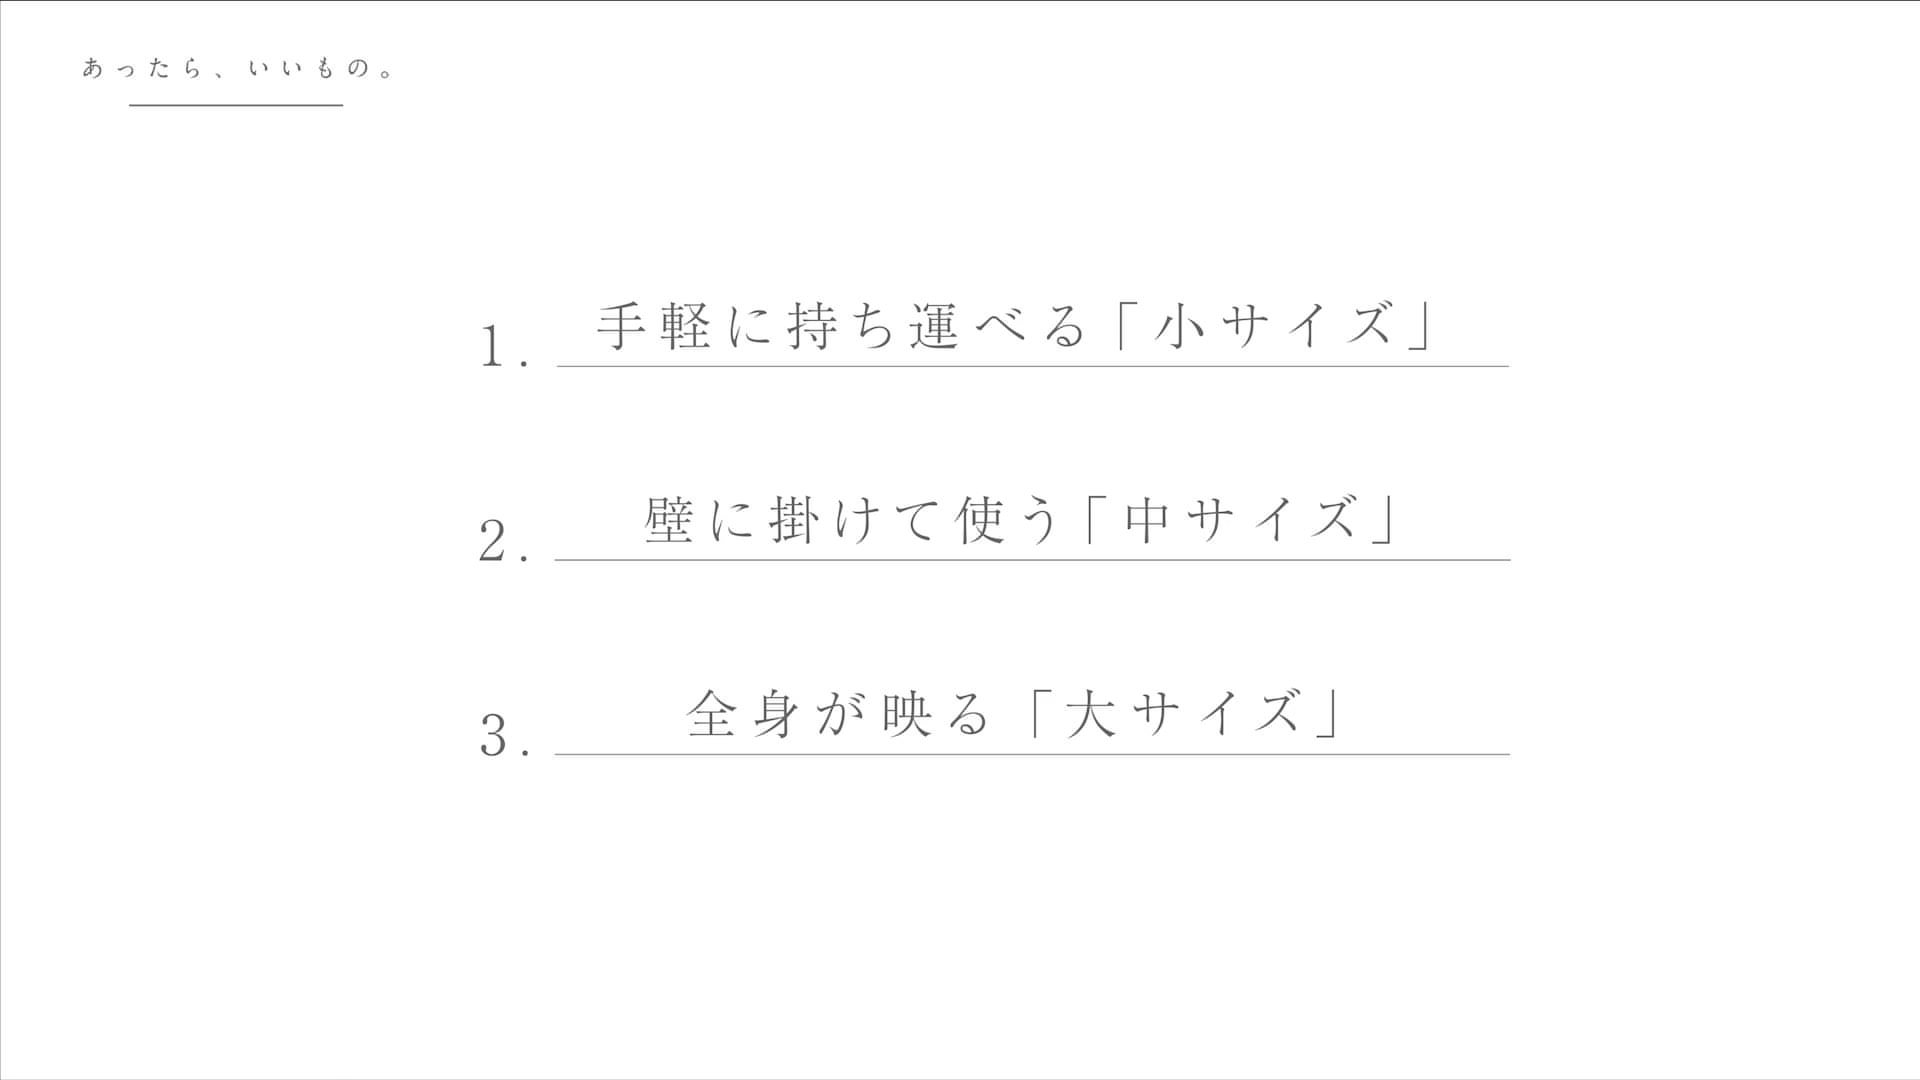 あったら、いいもの。
1. 手軽に持ち運べる「小サイズ」
2. 壁に掛けて使う「中サイズ」
3. 全身が映る「大サイズ」